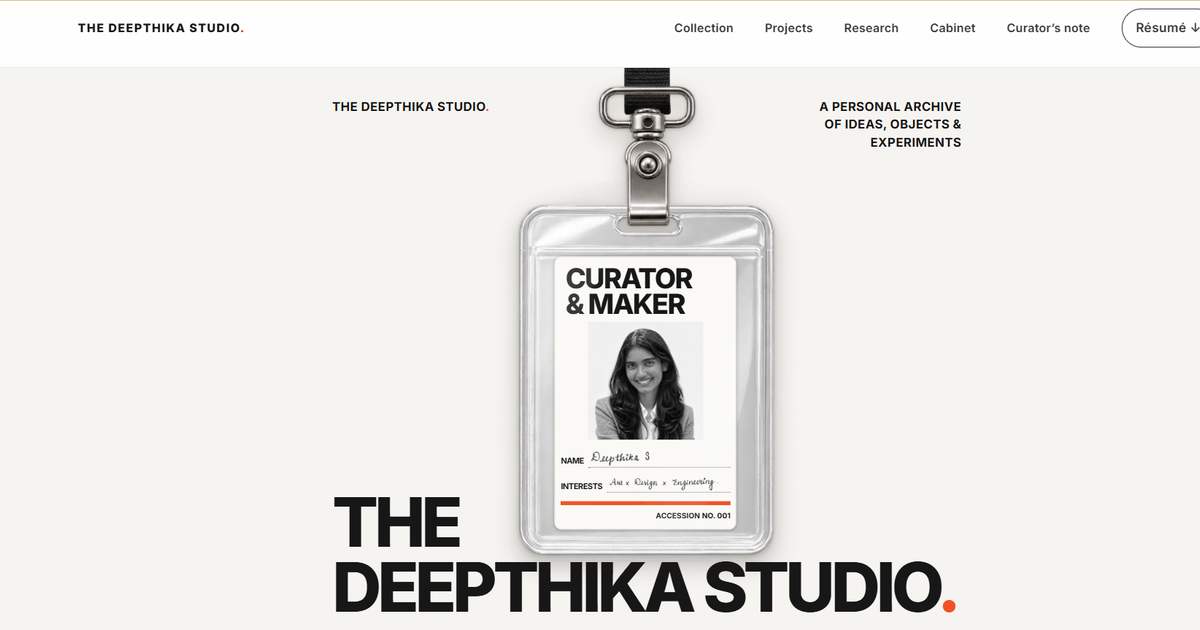 THE DEEPTHIKA STUDIO.
Collection Projects Research Cabinet Curator’s note Résumé ↓
THE DEEPTHIKA STUDIO.
A PERSONAL ARCHIVE
OF IDEAS, OBJECTS &
EXPERIMENTS
CURATOR
& MAKER
NAME Deepthika S
INTERESTS Art x Design x Engineering.
ACCESSION NO. 001
THE
DEEPTHIKA STUDIO.